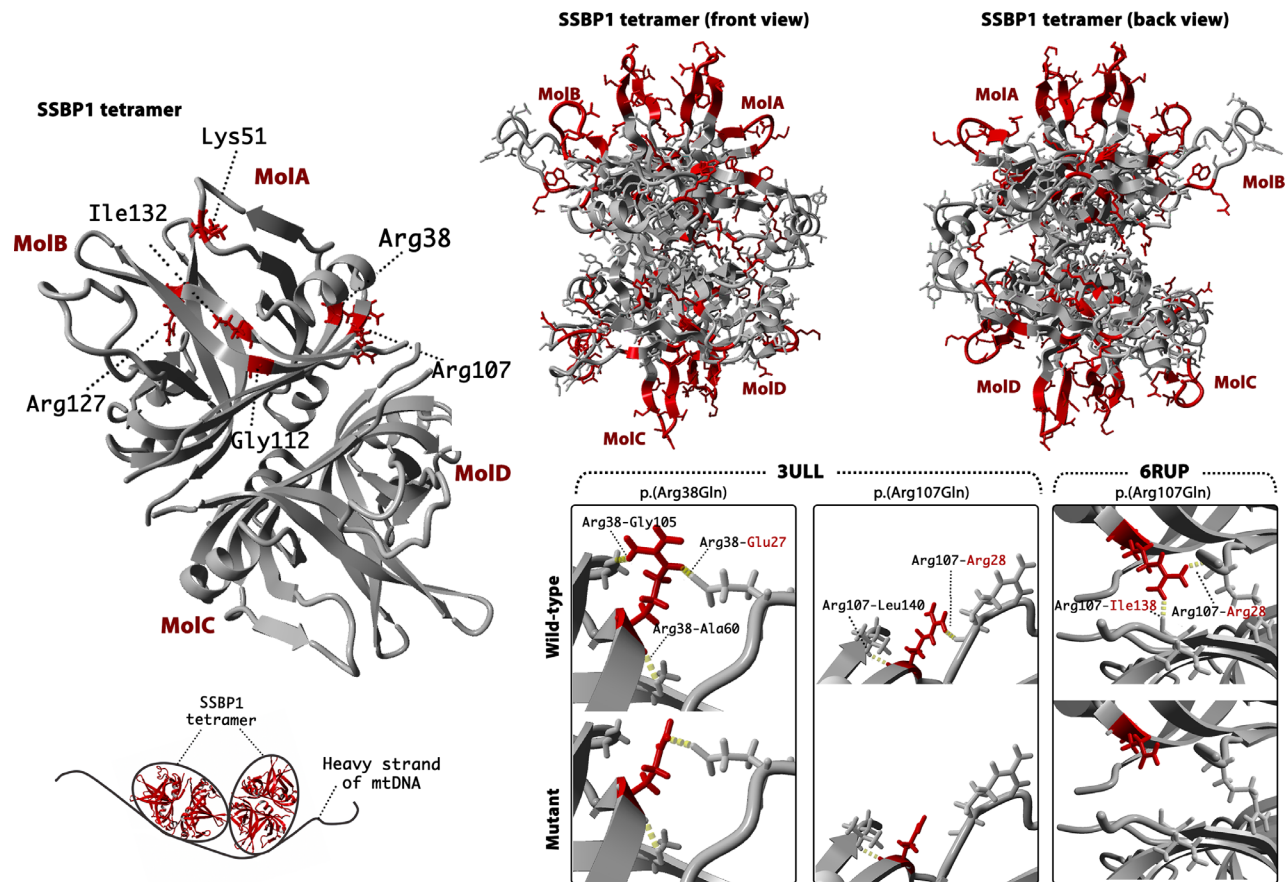 SSBP1 tetramer
Lys51
MolA
Ile132
MolB
Arg38
Arg127
Arg107
Gly112
MolD
MolC
SSBP1
tetramer
Heavy strand
of mtDNA
SSBP1 tetramer (front view)
MolB
MolA
MolD
MolC
SSBP1 tetramer (back view)
MolA
MolB
MolD
MolC
3ULL
6RUP
p.(Arg38Gln)
p.(Arg107Gln)
p.(Arg107Gln)
Wild-type
Arg38-Gly105
Arg38-Glu27
Arg38-Ala60
Arg107-Arg28
Arg107-Leu140
Arg107-Ile138
Arg107-Arg28
Mutant